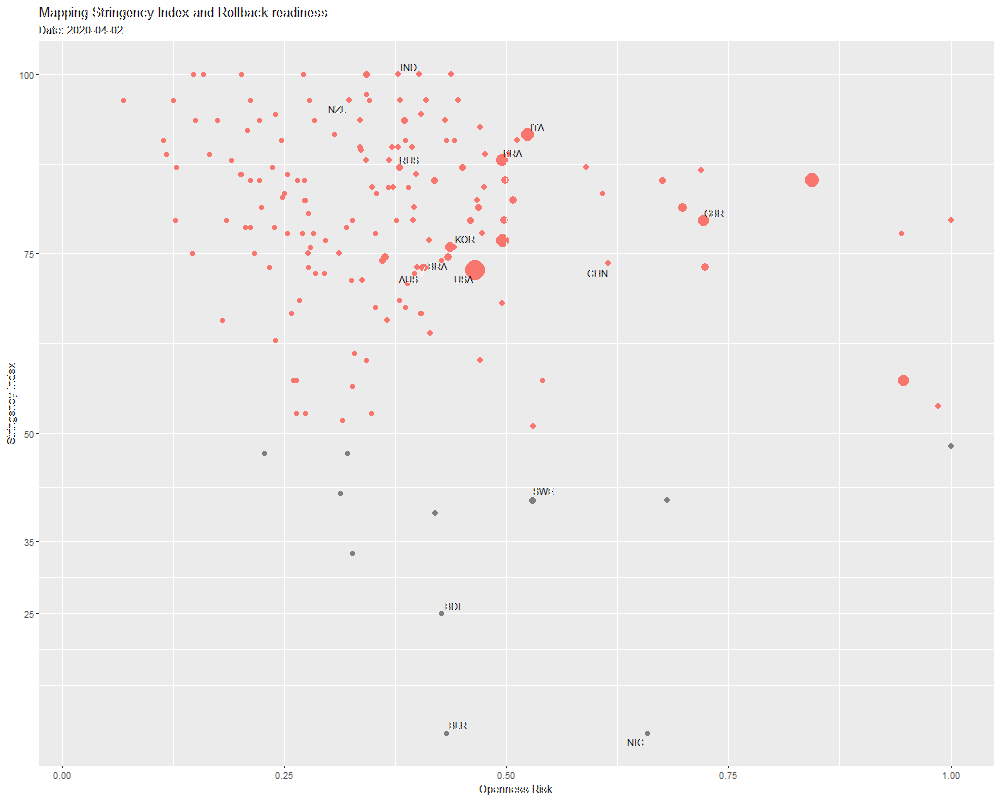 Mapping Stringency Index and Rollback readiness
Date: 2020-04-02
100
75
50
35
25
Stringency Index
IND
NZL
ITA
FRA
RUS
GBR
KOR
BRA
AUS
USA
CHN
SWE
BDI
BLR
NIC
0.00
0.25
0.50
0.75
1.00
Openness Risk